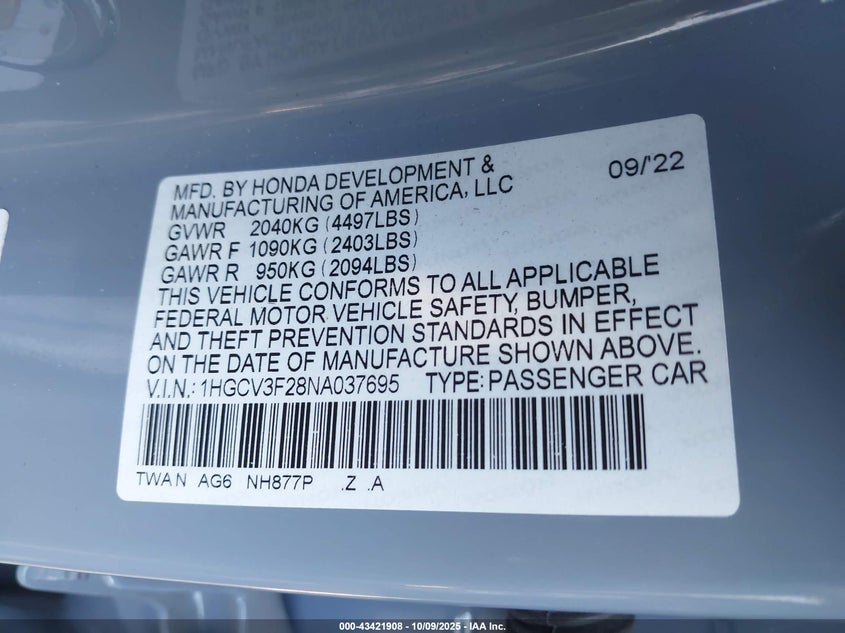 MFD. BY HONDA DEVELOPMENT & 09/'22
MANUFACTURING OF AMERICA, LLC
GVWR 2040KG (4497LBS)
GAWR F 1090KG (2403LBS)
GAWR R 950KG (2094LBS)
THIS VEHICLE CONFORMS TO ALL APPLICABLE
FEDERAL MOTOR VEHICLE SAFETY, BUMPER,
AND THEFT PREVENTION STANDARDS IN EFFECT
ON THE DATE OF MANUFACTURE SHOWN ABOVE.
V.I.N.: 1HGCV3F28NA037695 TYPE: PASSENGER CAR
TWAN AG6 NH877P .Z .A
000-43421908 - 10/09/2025 - IAA Inc.